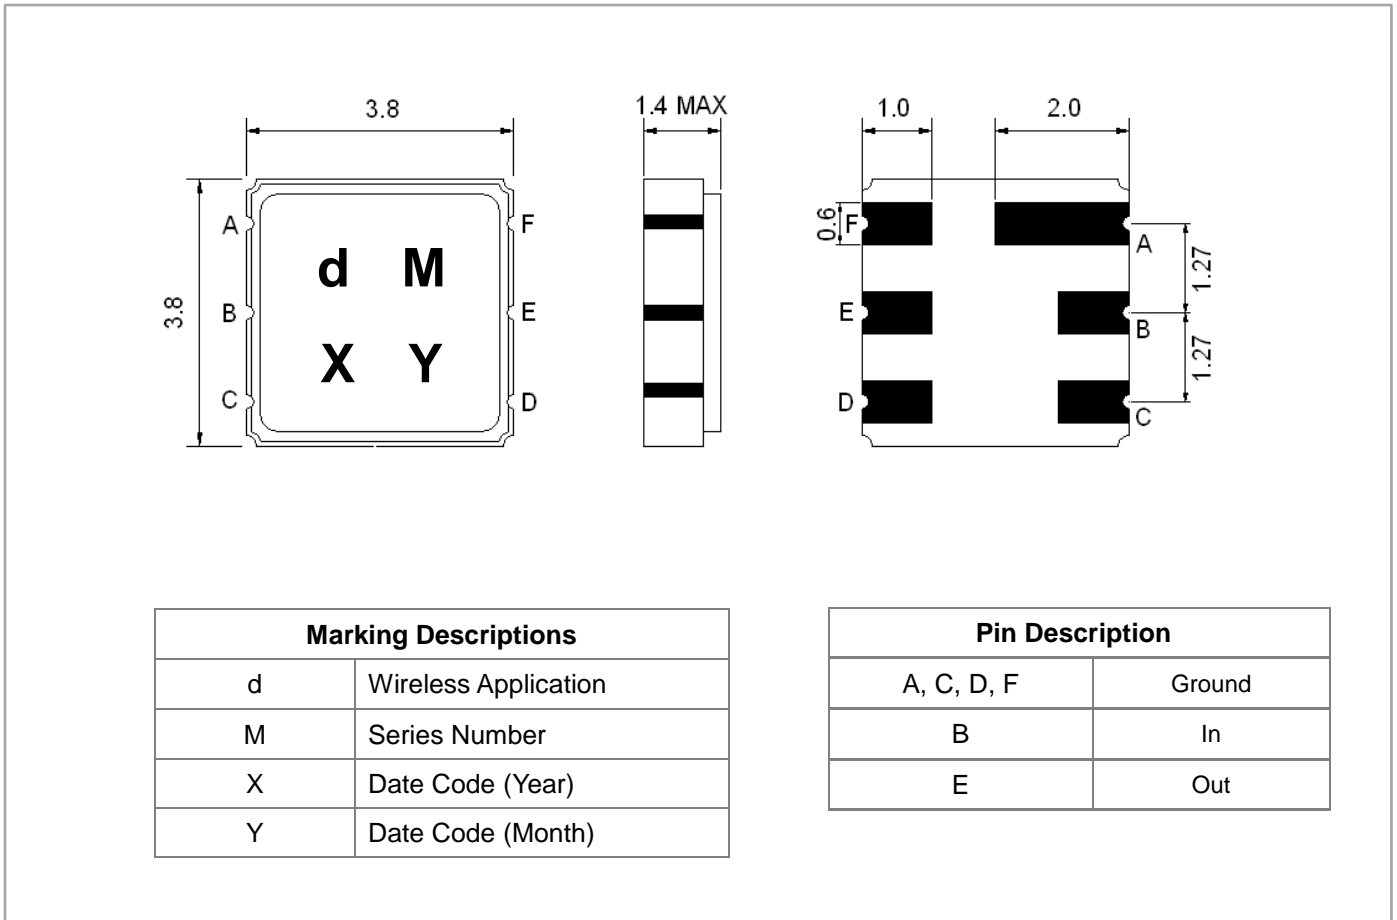 3.8
1.4 MAX
1.0
2.0
3.8
A
B
C
F
E
D
d M
X Y
0.6
F
E
D
A
B
C
1.27
1.27
Marking Descriptions
d Wireless Application
M Series Number
X Date Code (Year)
Y Date Code (Month)
Pin Description
A, C, D, F Ground
B In
E Out